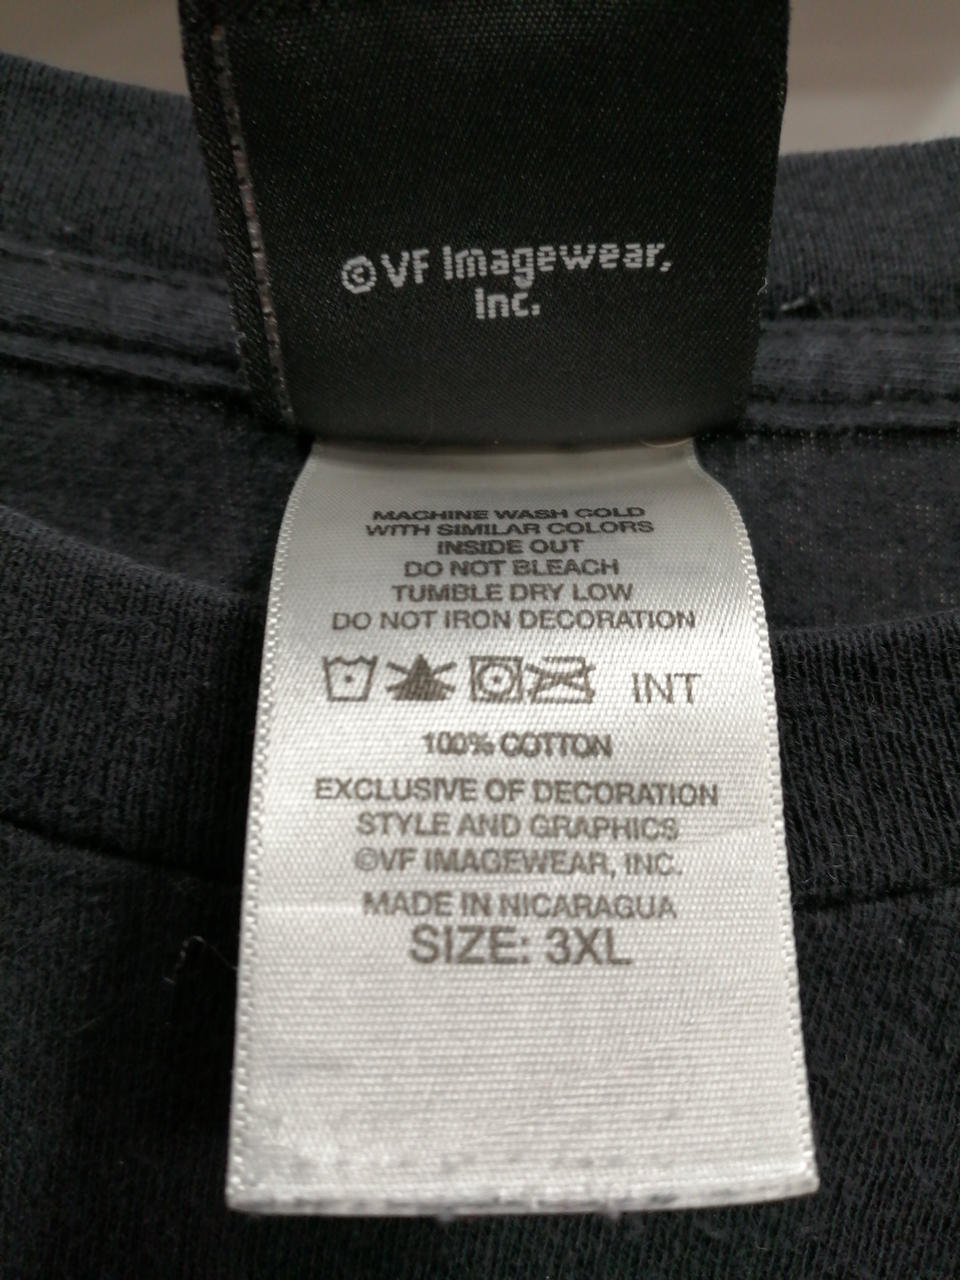 ©VF Imagewear,
Inc.
MACHINE WASH COLD
WITH SIMILAR COLORS
INSIDE OUT
DO NOT BLEACH
TUMBLE DRY LOW
DO NOT IRON DECORATION
INT
100% COTTON
EXCLUSIVE OF DECORATION
STYLE AND GRAPHICS
©VF IMAGEWEAR, INC.
MADE IN NICARAGUA
SIZE: 3XL